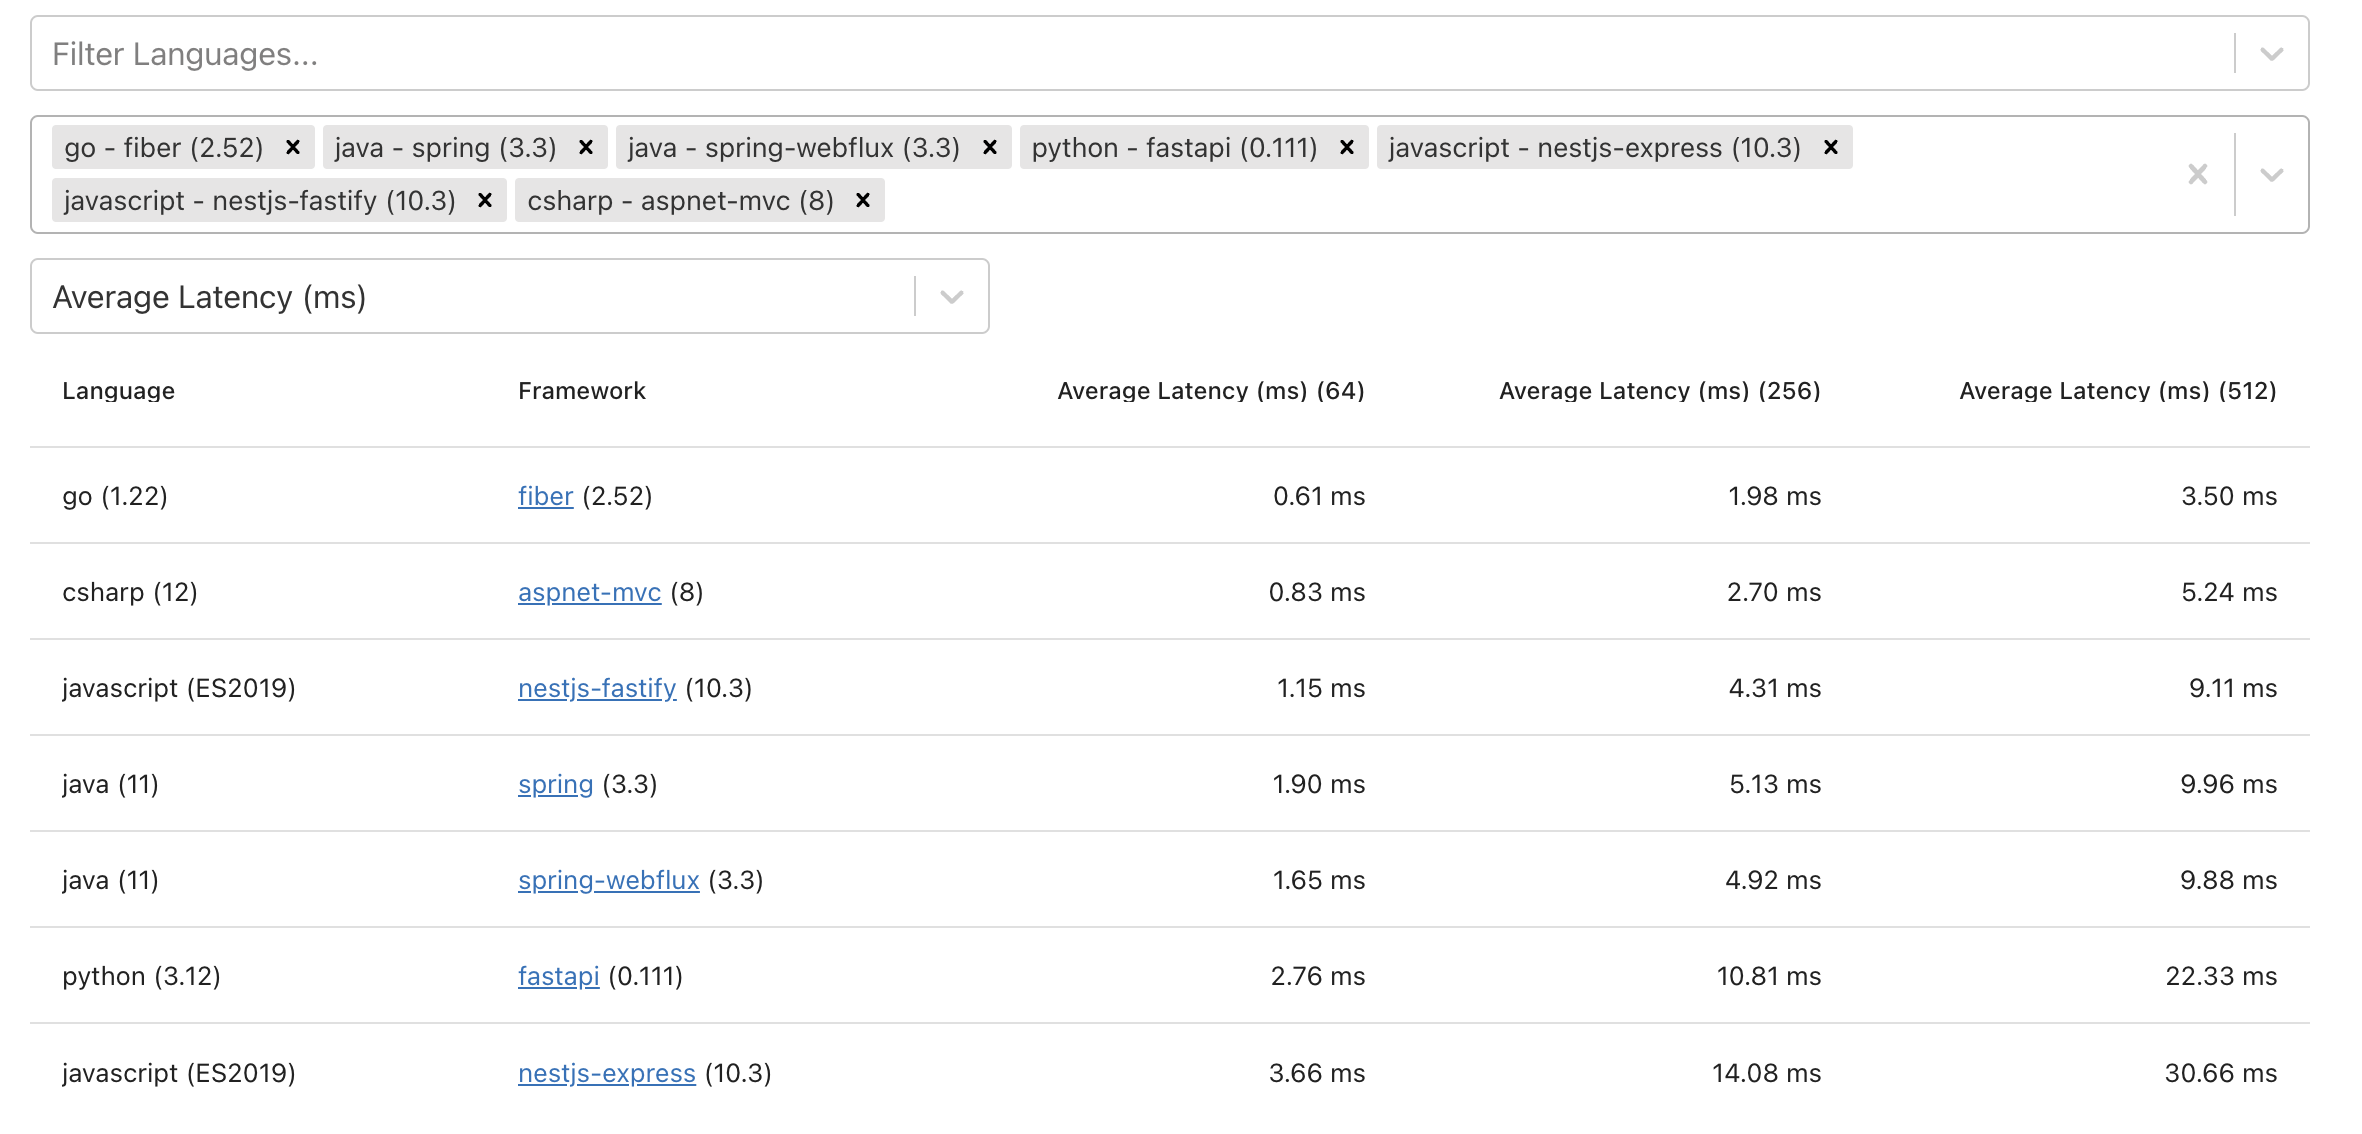 Filter Languages...
go - fiber (2.52) × java - spring (3.3) × java - spring-webflux (3.3) × python - fastapi (0.111) × javascript - nestjs-express (10.3) ×
javascript - nestjs-fastify (10.3) × csharp - aspnet-mvc (8) ×
Average Latency (ms)
Language Framework Average Latency (ms) (64) Average Latency (ms) (256) Average Latency (ms) (512)
go (1.22) fiber (2.52) 0.61 ms 1.98 ms 3.50 ms
csharp (12) aspnet-mvc (8) 0.83 ms 2.70 ms 5.24 ms
javascript (ES2019) nestjs-fastify (10.3) 1.15 ms 4.31 ms 9.11 ms
java (11) spring (3.3) 1.90 ms 5.13 ms 9.96 ms
java (11) spring-webflux (3.3) 1.65 ms 4.92 ms 9.88 ms
python (3.12) fastapi (0.111) 2.76 ms 10.81 ms 22.33 ms
javascript (ES2019) nestjs-express (10.3) 3.66 ms 14.08 ms 30.66 ms